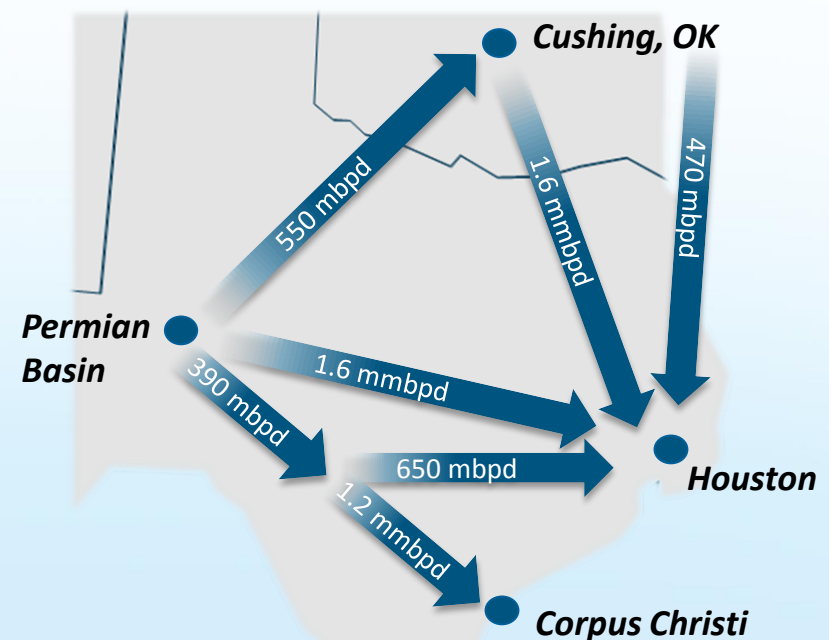 Cushing, OK
550 mbpd
1.6 mmbpd
470 mbpd
Permian
Basin
1.6 mmbpd
390 mbpd
650 mbpd
Houston
1.2 mmbpd
Corpus Christi